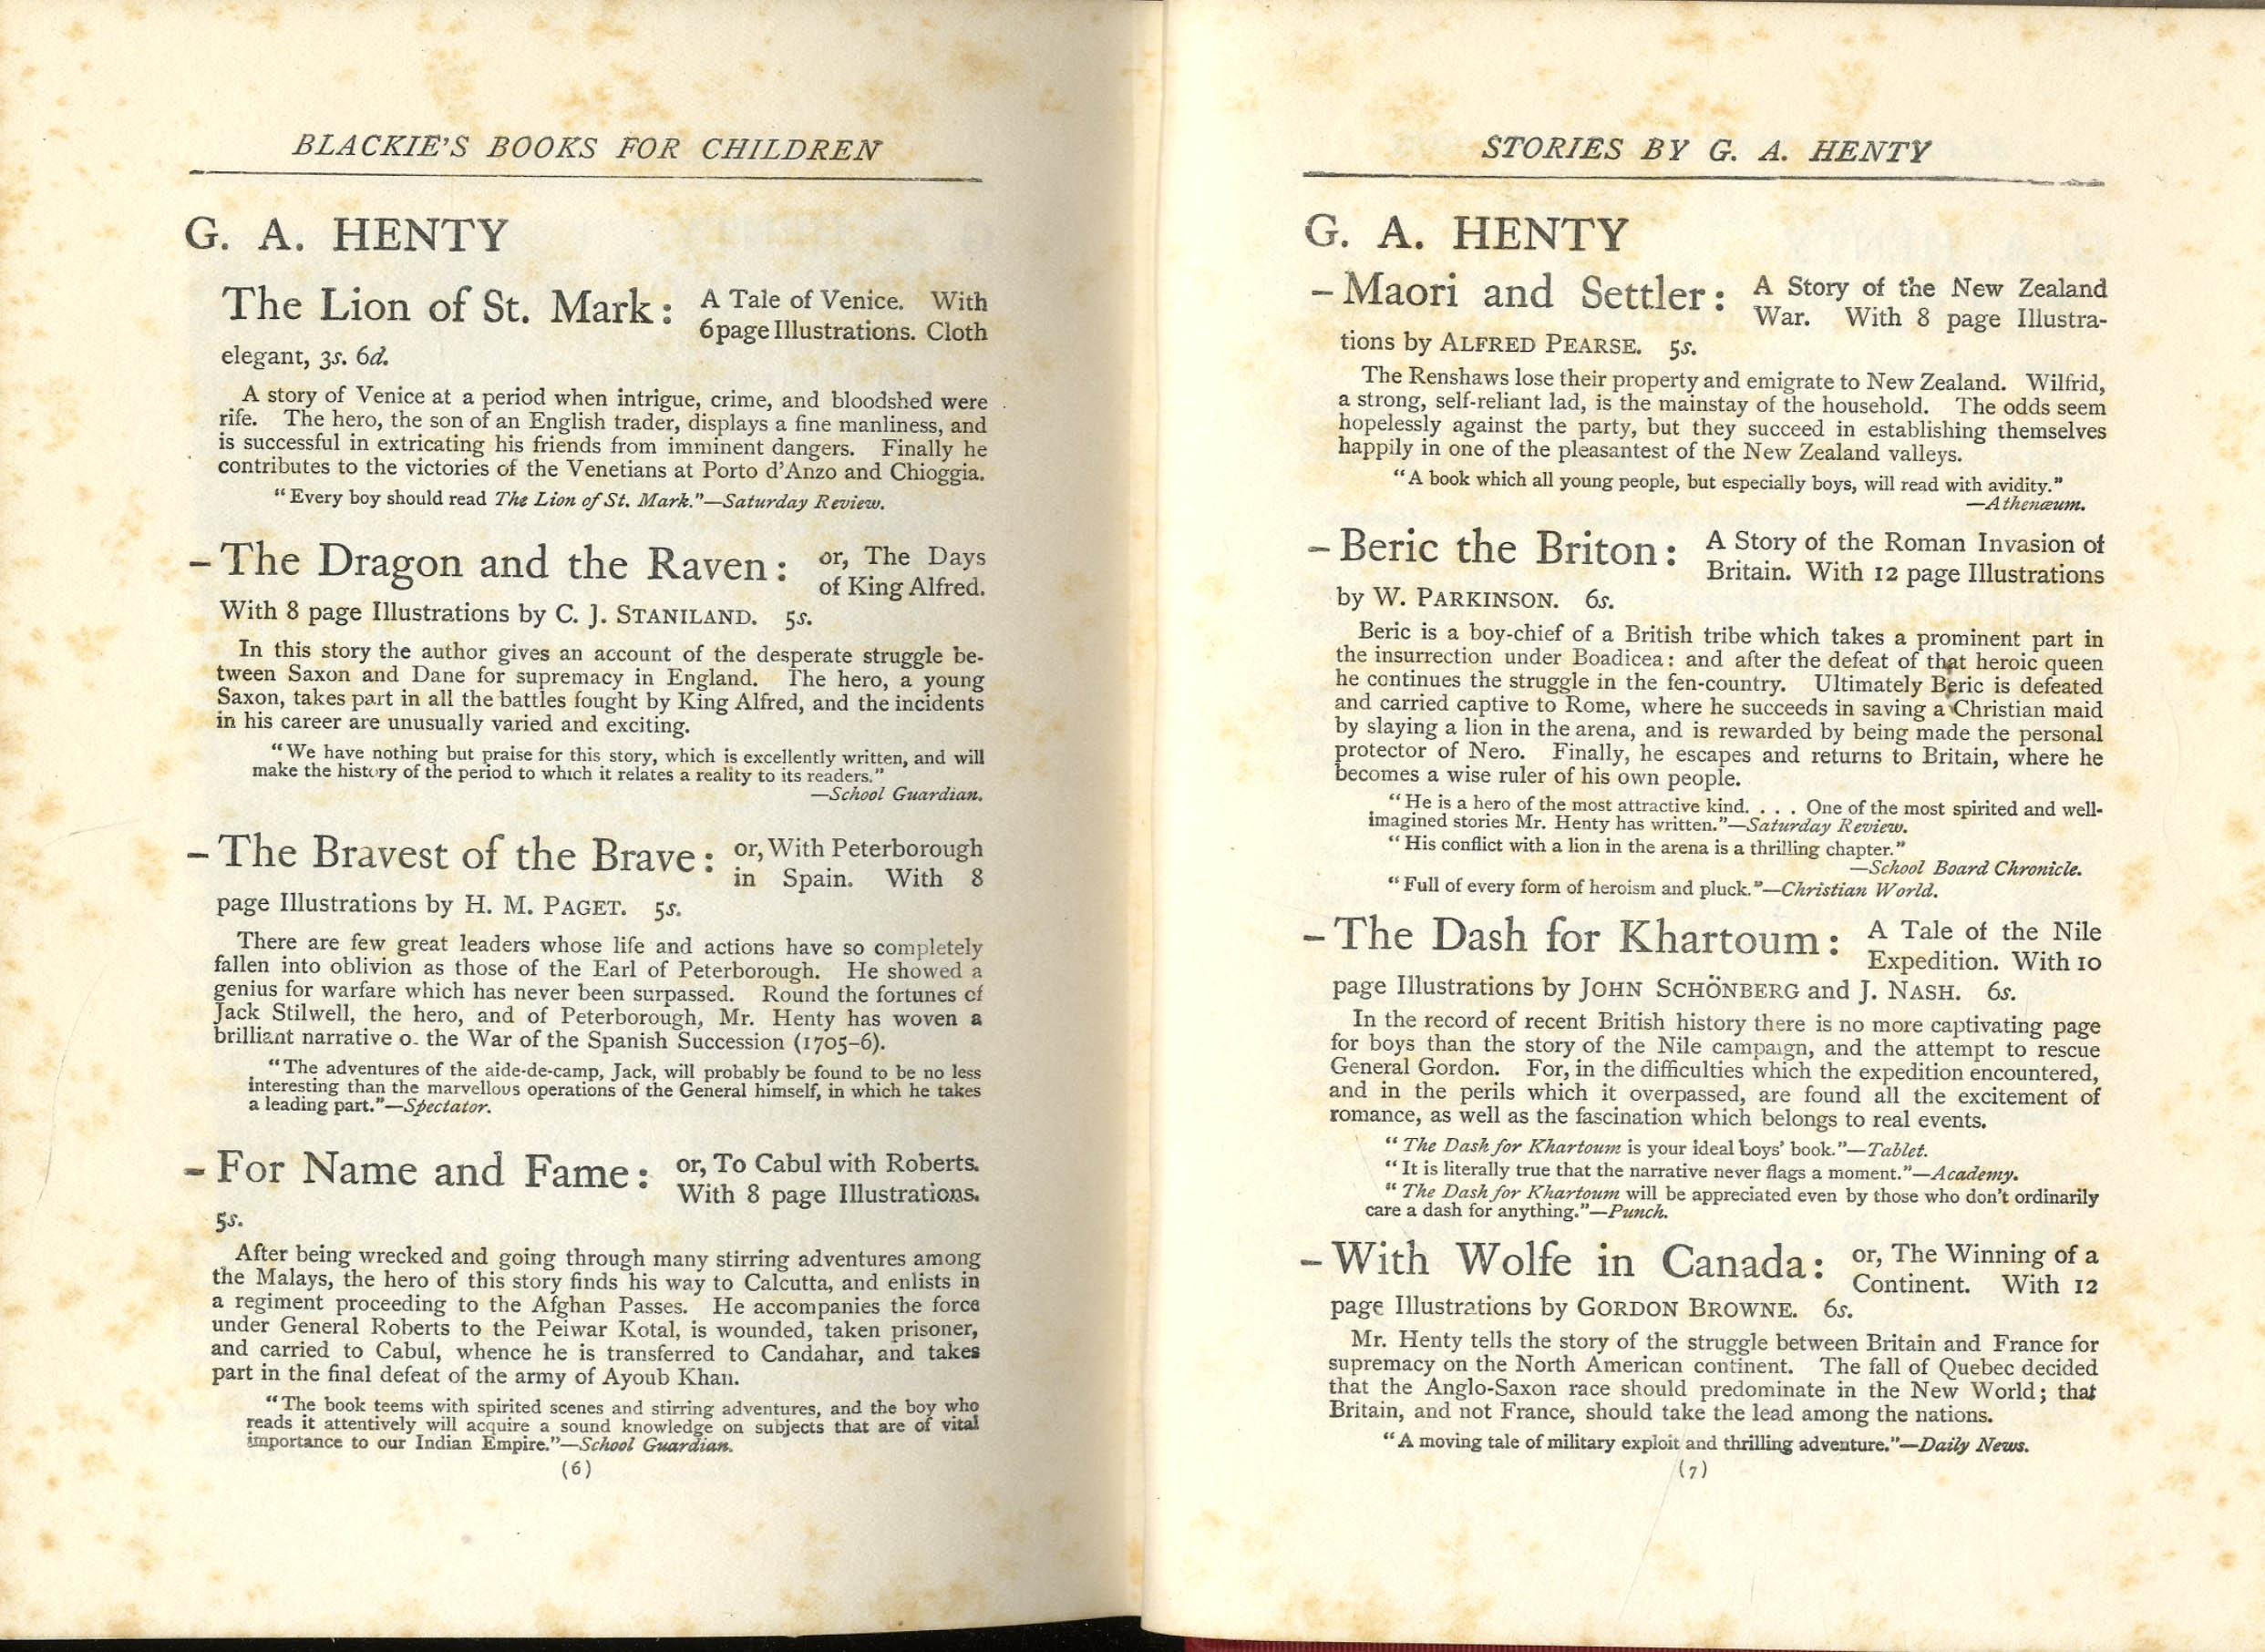 BLACKIE'S BOOKS FOR CHILDREN
G. A. HENTY
The Lion of St. Mark: A Tale of Venice. With
6 page Illustrations. Cloth
elegant, 3s. 6d.
A story of Venice at a period when intrigue, crime, and bloodshed were
rife. The hero, the son of an English trader, displays a fine manliness, and
is successful in extricating his friends from imminent dangers. Finally he
contributes to the victories of the Venetians at Porto d'Anzo and Chioggia.
"Every boy should read The Lion of St. Mark."—Saturday Review.
–The Dragon and the Raven: or, The Days
of King Alfred.
With 8 page Illustrations by C. J. STANILAND. 5s.
In this story the author gives an account of the desperate struggle be-
tween Saxon and Dane for supremacy in England. The hero, a young
Saxon, takes part in all the battles fought by King Alfred, and the incidents
in his career are unusually varied and exciting.
"We have nothing but praise for this story, which is excellently written, and will
make the history of the period to which it relates a reality to its readers."
—School Guardian.
–The Bravest of the Brave: or, With Peterborough
in Spain. With 8
page Illustrations by H. M. PAGET. 5s.
There are few great leaders whose life and actions have so completely
fallen into oblivion as those of the Earl of Peterborough. He showed a
genius for warfare which has never been surpassed. Round the fortunes of
Jack Stilwell, the hero, and of Peterborough, Mr. Henty has woven a
brilliant narrative o. the War of the Spanish Succession (1705–6).
"The adventures of the aide-de-camp, Jack, will probably be found to be no less
interesting than the marvellous operations of the General himself, in which he takes
a leading part."—Spectator.
–For Name and Fame: or, To Cabul with Roberts.
With 8 page Illustrations.
5s.
After being wrecked and going through many stirring adventures among
the Malays, the hero of this story finds his way to Calcutta, and enlists in
a regiment proceeding to the Afghan Passes. He accompanies the force
under General Roberts to the Peiwar Kotal, is wounded, taken prisoner,
and carried to Cabul, whence he is transferred to Candahar, and takes
part in the final defeat of the army of Ayoub Khan.
"The book teems with spirited scenes and stirring adventures, and the boy who
reads it attentively will acquire a sound knowledge on subjects that are of vital
importance to our Indian Empire."—School Guardian.
(6)
STORIES BY G. A. HENTY
G. A. HENTY
–Maori and Settler: A Story of the New Zealand
War. With 8 page Illustra-
tions by ALFRED PEARSE. 5s.
The Renshaws lose their property and emigrate to New Zealand. Wilfrid,
a strong, self-reliant lad, is the mainstay of the household. The odds seem
hopelessly against the party, but they succeed in establishing themselves
happily in one of the pleasantest of the New Zealand valleys.
"A book which all young people, but especially boys, will read with avidity."
—Athenæum.
–Beric the Briton: A Story of the Roman Invasion of
Britain. With 12 page Illustrations
by W. PARKINSON. 6s.
Beric is a boy-chief of a British tribe which takes a prominent part in
the insurrection under Boadicea: and after the defeat of that heroic queen
he continues the struggle in the fen-country. Ultimately Beric is defeated
and carried captive to Rome, where he succeeds in saving a Christian maid
by slaying a lion in the arena, and is rewarded by being made the personal
protector of Nero. Finally, he escapes and returns to Britain, where he
becomes a wise ruler of his own people.
"He is a hero of the most attractive kind. . . . One of the most spirited and well-
imagined stories Mr. Henty has written."—Saturday Review.
"His conflict with a lion in the arena is a thrilling chapter."
—School Board Chronicle.
"Full of every form of heroism and pluck."—Christian World.
–The Dash for Khartoum: A Tale of the Nile
Expedition. With 10
page Illustrations by JOHN SCHÖNBERG and J. NASH. 6s.
In the record of recent British history there is no more captivating page
for boys than the story of the Nile campaign, and the attempt to rescue
General Gordon. For, in the difficulties which the expedition encountered,
and in the perils which it overpassed, are found all the excitement of
romance, as well as the fascination which belongs to real events.
"The Dash for Khartoum is your ideal boys' book."—Tablet.
"It is literally true that the narrative never flags a moment."—Academy.
"The Dash for Khartoum will be appreciated even by those who don't ordinarily
care a dash for anything."—Punch.
–With Wolfe in Canada: or, The Winning of a
Continent. With 12
page Illustrations by GORDON BROWNE. 6s.
Mr. Henty tells the story of the struggle between Britain and France for
supremacy on the North American continent. The fall of Quebec decided
that the Anglo-Saxon race should predominate in the New World; that
Britain, and not France, should take the lead among the nations.
"A moving tale of military exploit and thrilling adventure."—Daily News.
(7)